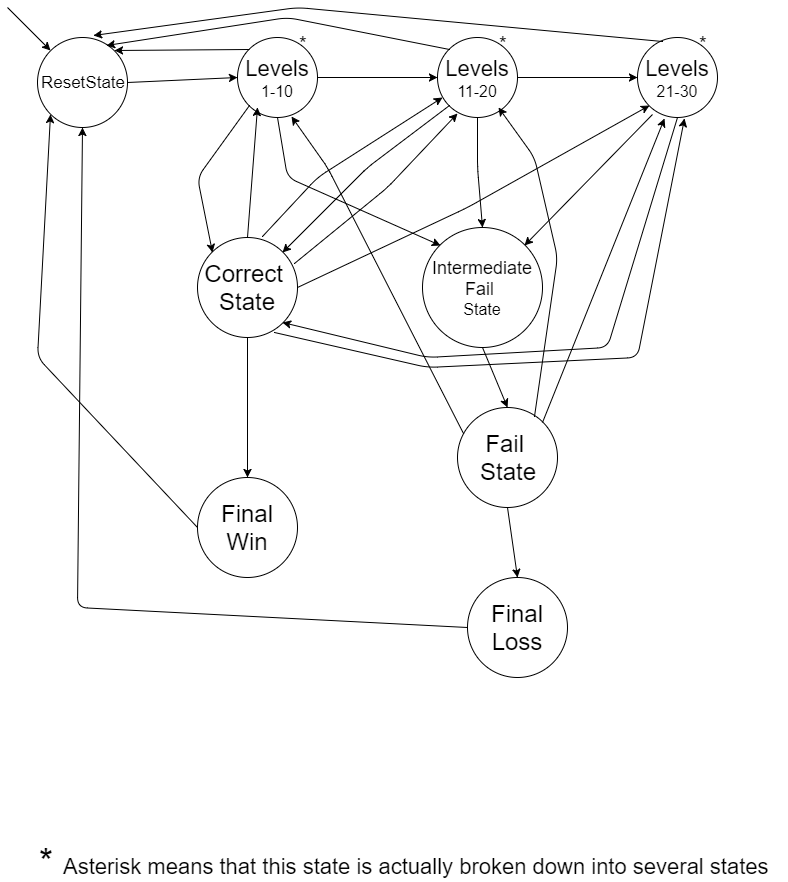 *
*
*
ResetState
Levels
1-10
Levels
11-20
Levels
21-30
Correct
State
Intermediate
Fail
State
Fail
State
Final
Win
Final
Loss
* Asterisk means that this state is actually broken down into several states